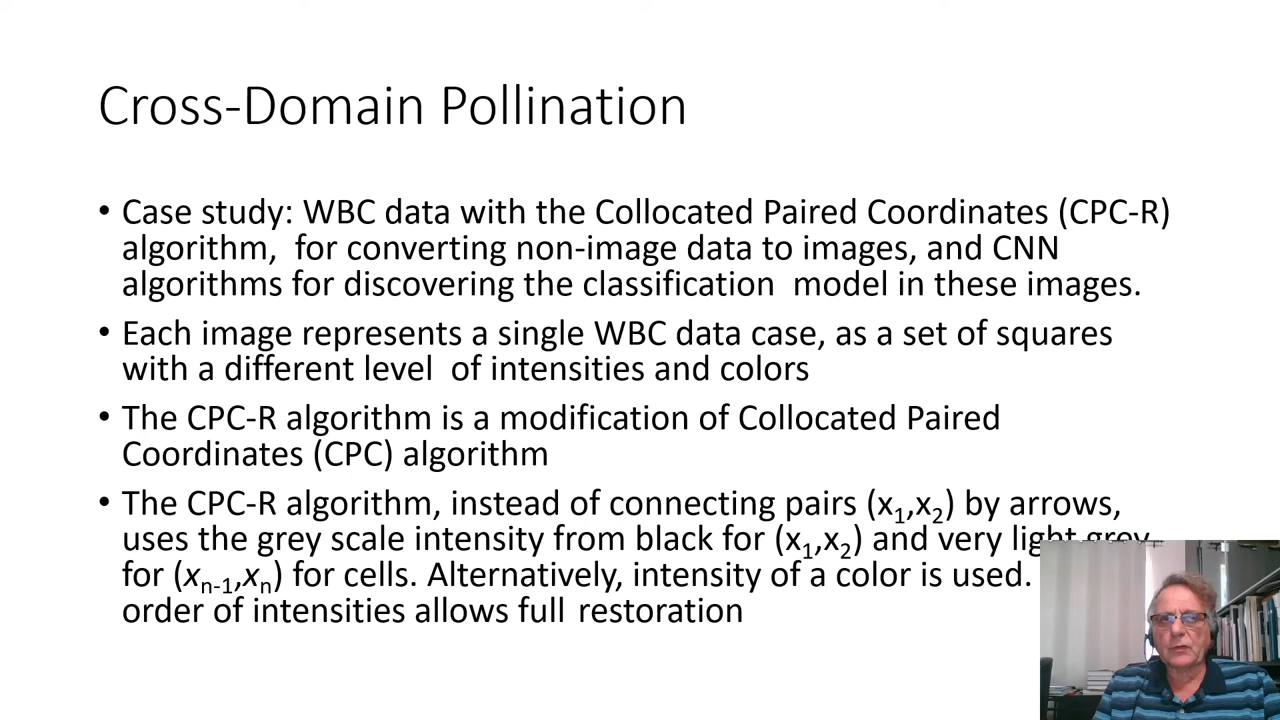 Cross-Domain Pollination
• Case study: WBC data with the Collocated Paired Coordinates (CPC-R)
algorithm, for converting non-image data to images, and CNN
algorithms for discovering the classification model in these images.
• Each image represents a single WBC data case, as a set of squares
with a different level of intensities and colors
• The CPC-R algorithm is a modification of Collocated Paired
Coordinates (CPC) algorithm
• The CPC-R algorithm, instead of connecting pairs (x₁,x₂) by arrows,
uses the grey scale intensity from black for (x₁,x₂) and very light grey
for (xₙ₋₁,xₙ) for cells. Alternatively, intensity of a color is used.
order of intensities allows full restoration